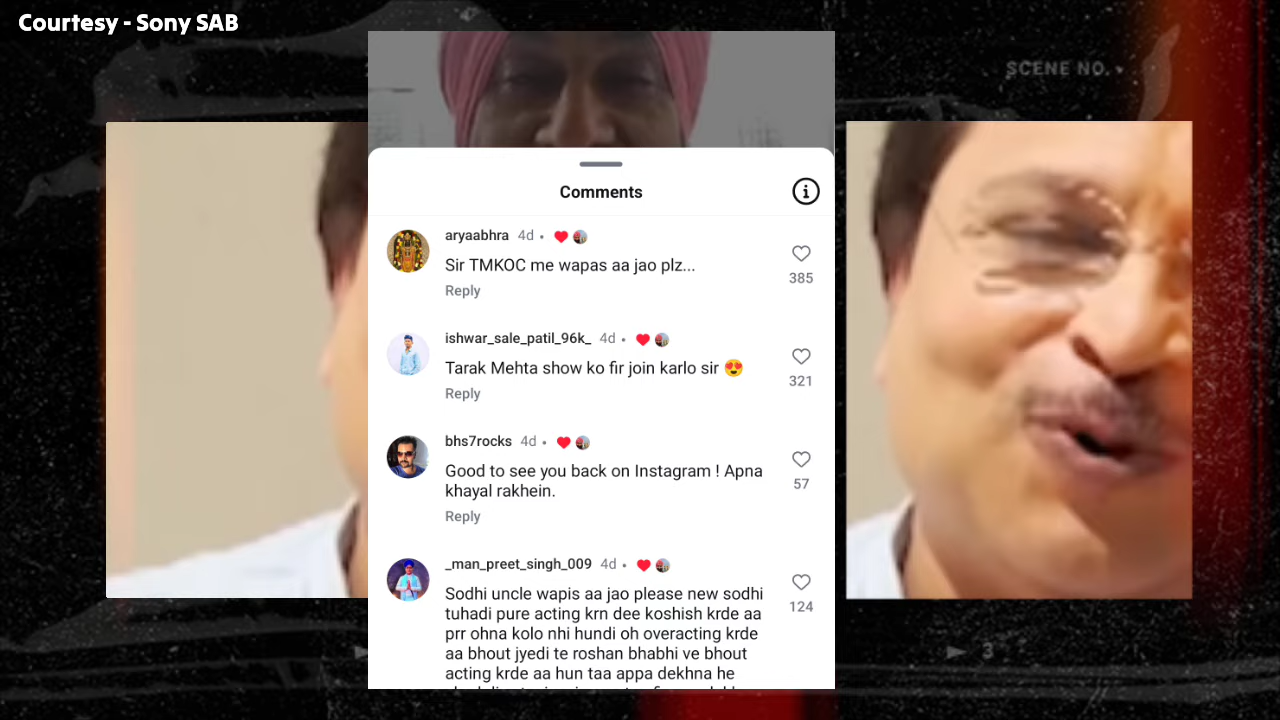 Courtesy - Sony SAB
SCENE NO.
Comments
aryaabhra 4d •
Sir TMKOC me wapas aa jao plz...
385
Reply
ishwar_sale_patil_96k_ 4d •
Tarak Mehta show ko fir join karlo sir 😍
321
Reply
bhs7rocks 4d •
Good to see you back on Instagram ! Apna
khayal rakhein.
57
Reply
_man_preet_singh_009 4d •
Sodhi uncle wapis aa jao please new sodhi
tuhadi pure acting krn dee koshish krde aa
124
prr ohna kolo nhi hundi oh overacting krde
aa bhout jyedi te roshan bhabhi ve bhout
acting krde aa hun taa appa dekhna he
3